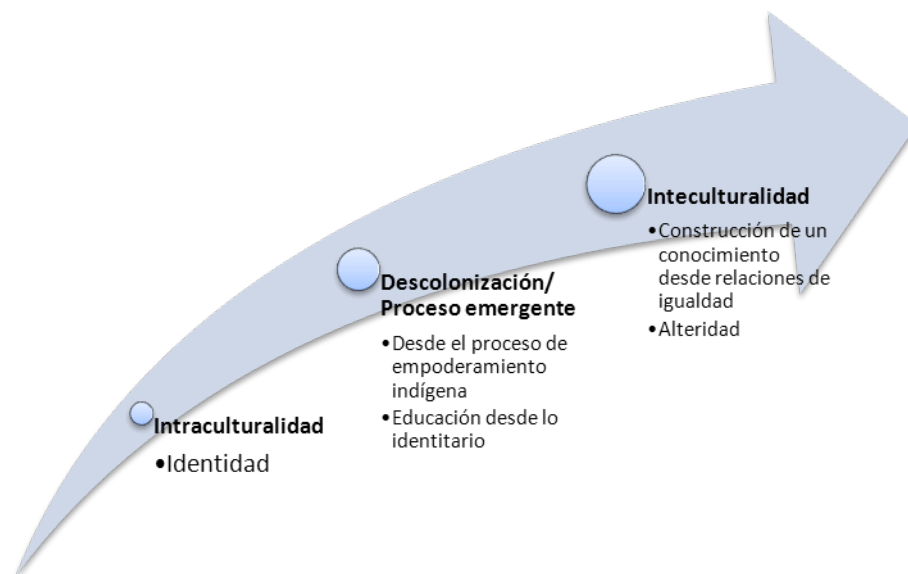 Inteculturalidad
•Construcción de un
conocimiento
desde relaciones de
igualdad
•Alteridad
Descolonización/
Proceso emergente
•Desde el proceso de
empoderamiento
indígena
•Educación desde lo
identitario
Intraculturalidad
•Identidad